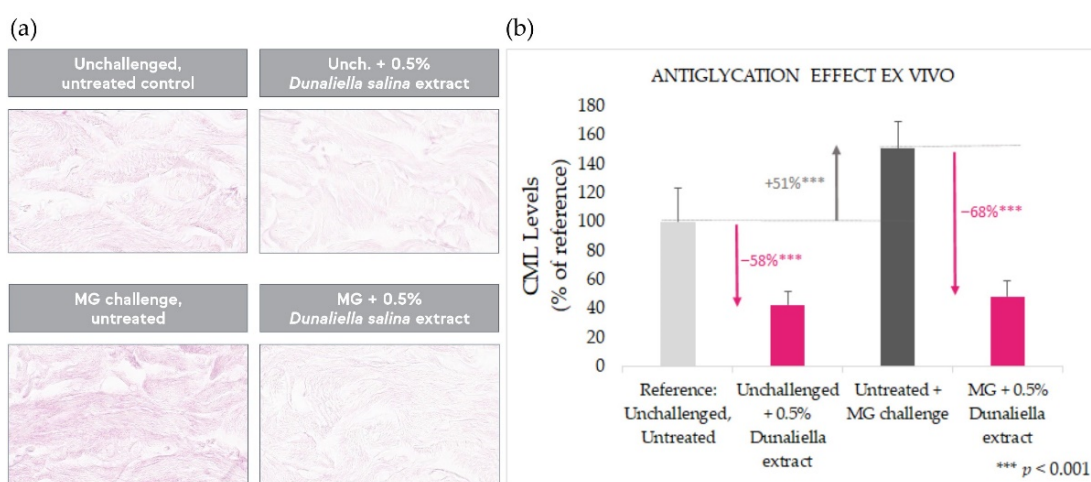 (a)
Unchallenged,
untreated control
Unch. + 0.5%
Dunaliella salina extract
MG challenge,
untreated
MG + 0.5%
Dunaliella salina extract
(b)
ANTIGLYCATION EFFECT EX VIVO
CML Levels
(% of reference)
180
160
140
120
100
80
60
40
20
0
+51%***
−58%***
−68%***
Reference:
Unchallenged,
Untreated
Unchallenged
+ 0.5%
Dunaliella
extract
Untreated +
MG challenge
MG + 0.5%
Dunaliella
extract
*** p < 0.001